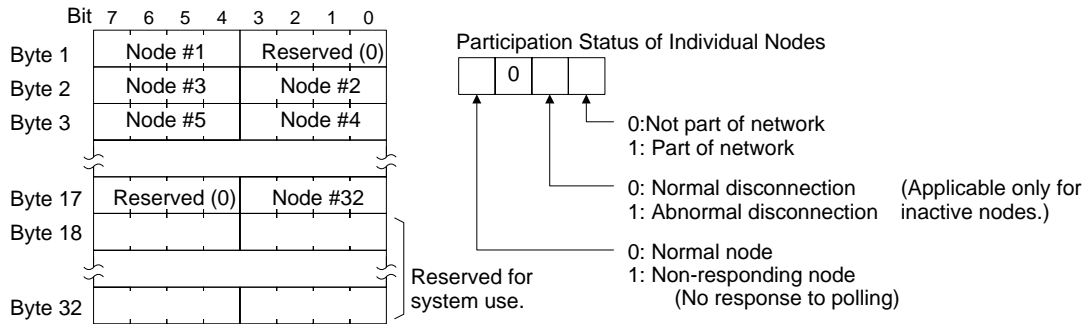 Bit 7 6 5 4 3 2 1 0
Byte 1 Node #1 Reserved (0)
Byte 2 Node #3 Node #2
Byte 3 Node #5 Node #4
Byte 17 Reserved (0) Node #32
Byte 18
Byte 32
Reserved for
system use.
Participation Status of Individual Nodes
0
0:Not part of network
1: Part of network
0: Normal disconnection (Applicable only for
1: Abnormal disconnection inactive nodes.)
0: Normal node
1: Non-responding node
(No response to polling)